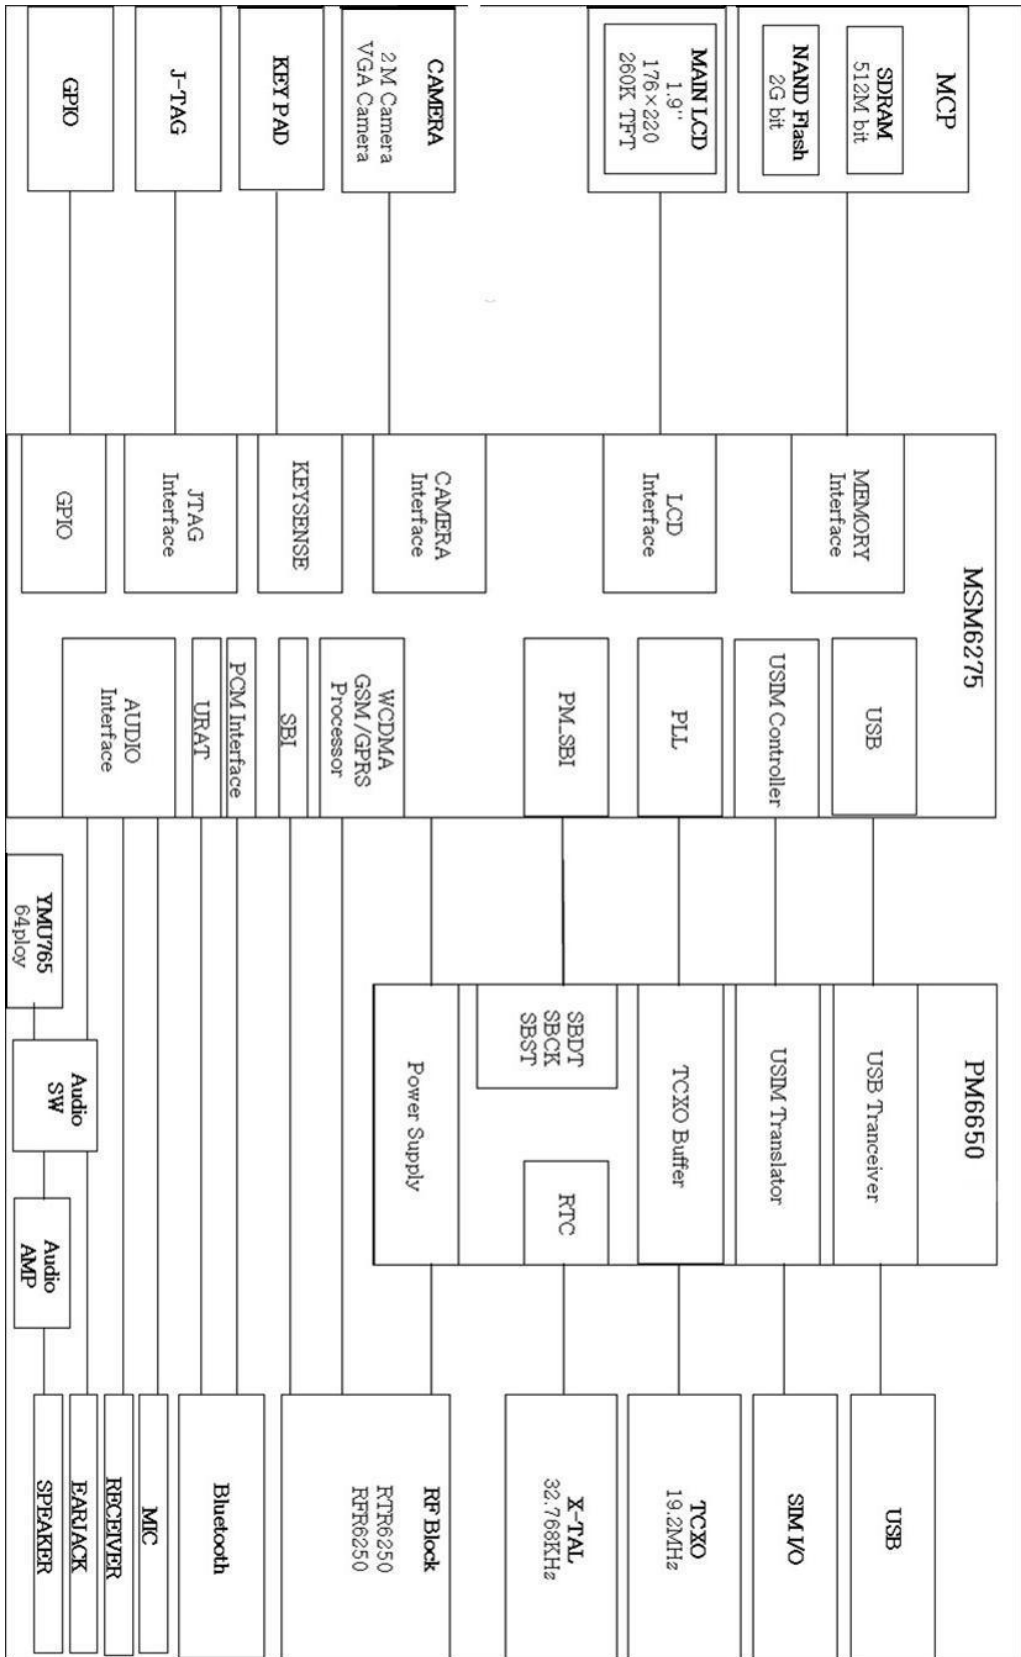 MCP
SDRAM
512M bit
NAND Flash
2G bit
MAIN LCD
1.9''
176×220
260K TFT
CAMERA
2M Camera
VGA Camera
KEY PAD
J-TAG
GPIO
MSM6275
MEMORY
Interface
LCD
Interface
CAMERA
Interface
KEYSENSE
JTAG
Interface
GPIO
USB
USIM Controller
PLL
PM_SBI
WCDMA
GSM/GPRS
Processor
SBI
PCM Interface
URAT
AUDIO
Interface
PM6650
USB Tranceiver
USIM Translator
TCXO Buffer
SBDT
SBCK
SBST
RTC
Power Supply
YMU765
64ploy
Audio
SW
Audio
AMP
USB
SIM I/O
TCXO
19.2MHz
X-TAL
32.768KHz
RF Block
RTR6250
RFR6250
Bluetooth
MIC
RECEIVER
EARJACK
SPEAKER